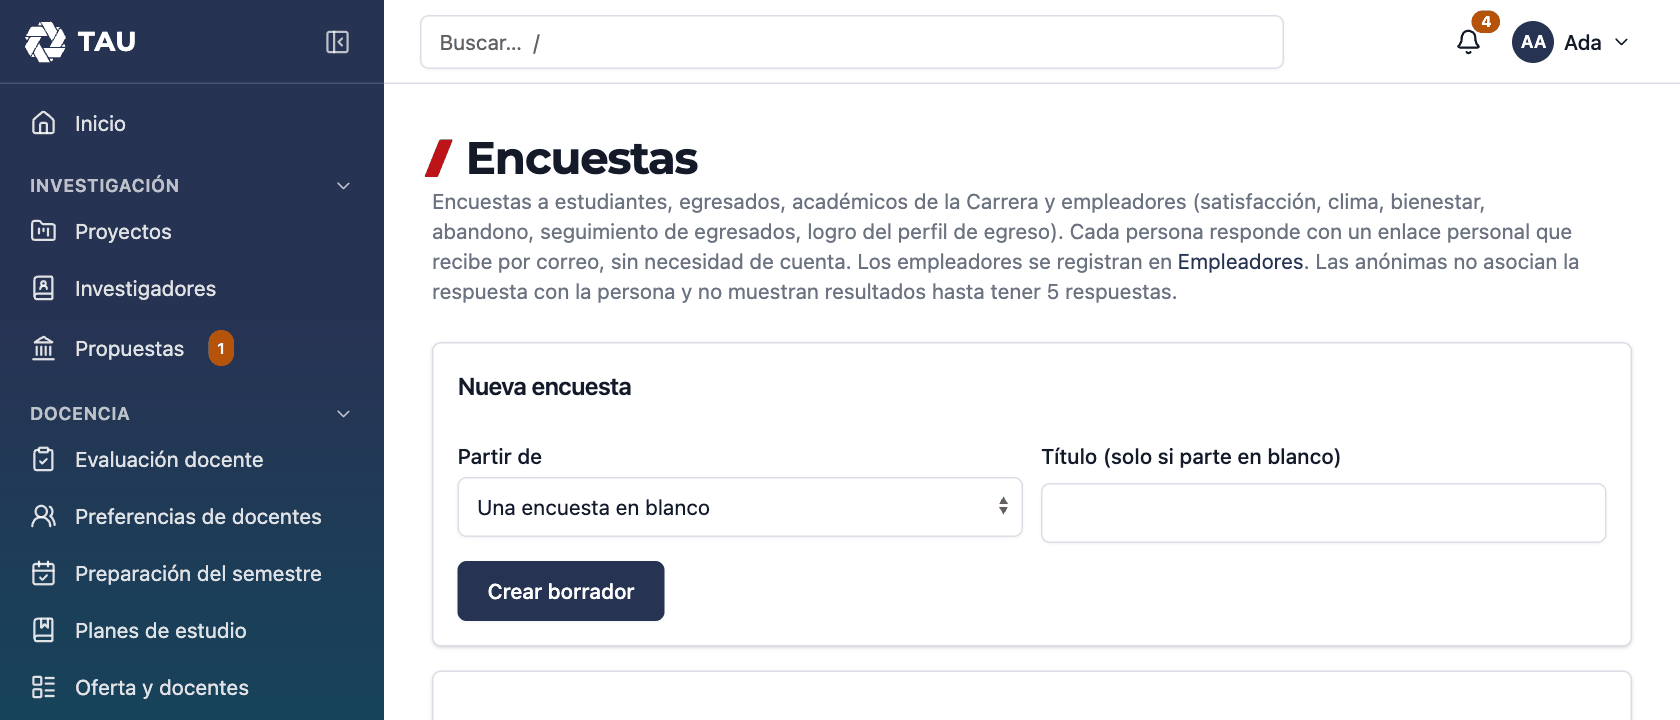 TAU
Buscar... /
4
AA Ada
Inicio
INVESTIGACIÓN
Proyectos
Investigadores
Propuestas 1
DOCENCIA
Evaluación docente
Preferencias de docentes
Preparación del semestre
Planes de estudio
Oferta y docentes
Encuestas
Encuestas a estudiantes, egresados, académicos de la Carrera y empleadores (satisfacción, clima, bienestar,
abandono, seguimiento de egresados, logro del perfil de egreso). Cada persona responde con un enlace personal que
recibe por correo, sin necesidad de cuenta. Los empleadores se registran en Empleadores. Las anónimas no asocian la
respuesta con la persona y no muestran resultados hasta tener 5 respuestas.
Nueva encuesta
Partir de
Una encuesta en blanco
Título (solo si parte en blanco)
Crear borrador